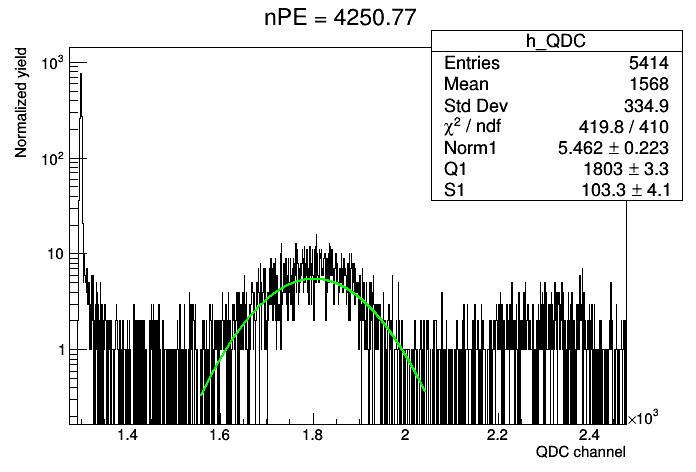 nPE = 4250.77
h_QDC
Entries 5414
Mean 1568
Std Dev 334.9
χ² / ndf 419.8 / 410
Norm1 5.462 ± 0.223
Q1 1803 ± 3.3
S1 103.3 ± 4.1
Normalized yield
10³
10²
10
1
1.4 1.6 1.8 2 2.2 2.4
×10³
QDC channel